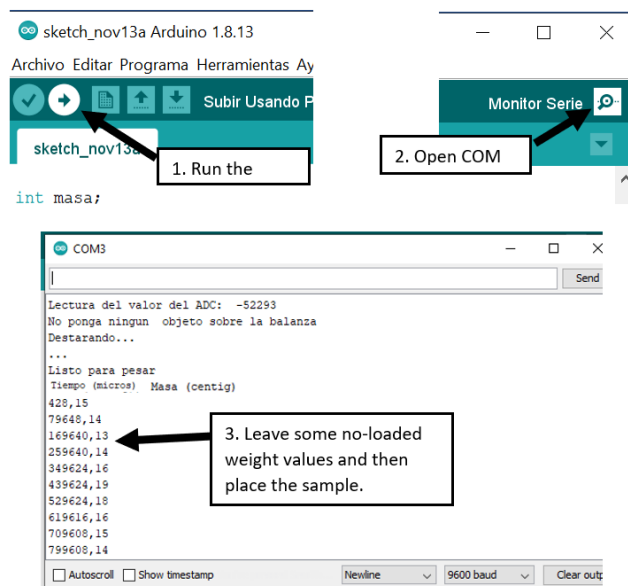 sketch_nov13a Arduino 1.8.13
Archivo Editar Programa Herramientas Ay
Subir Usando P
Monitor Serie
sketch_nov13a
1. Run the
2. Open COM
int masa;
COM3
Send
Lectura del valor del ADC: -52293
No ponga ningun objeto sobre la balanza
Destarando...
...
Listo para pesar
Tiempo (micros) Masa (centig)
428,15
79648,14
169640,13
259640,14
349624,16
439624,19
529624,18
619616,16
709608,15
799608,14
3. Leave some no-loaded
weight values and then
place the sample.
Autoscroll Show timestamp Newline 9600 baud Clear outp